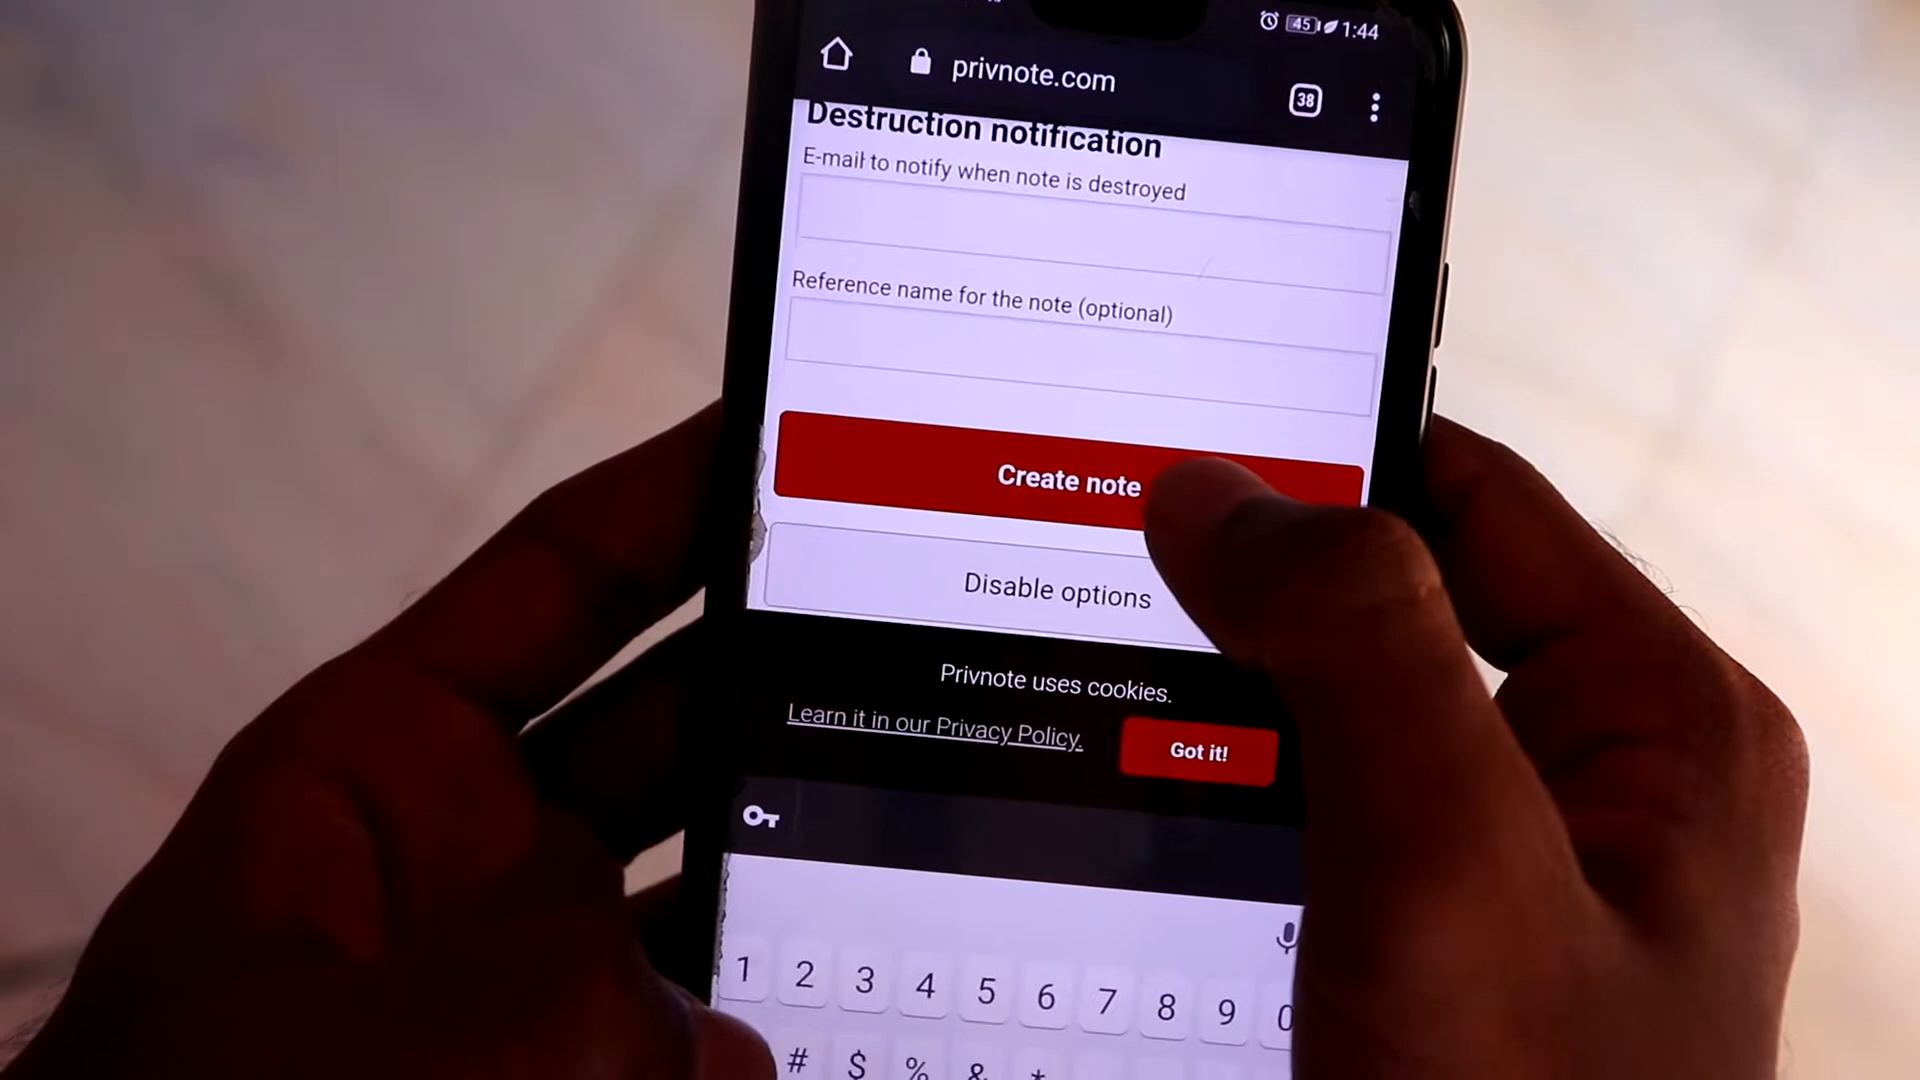 45 1:44
privnote.com 38
Destruction notification
E-mail to notify when note is destroyed
Reference name for the note (optional)
Create note
Disable options
Privnote uses cookies.
Learn it in our Privacy Policy. Got it!
1 2 3 4 5 6 7 8 9 0
# $ % & *